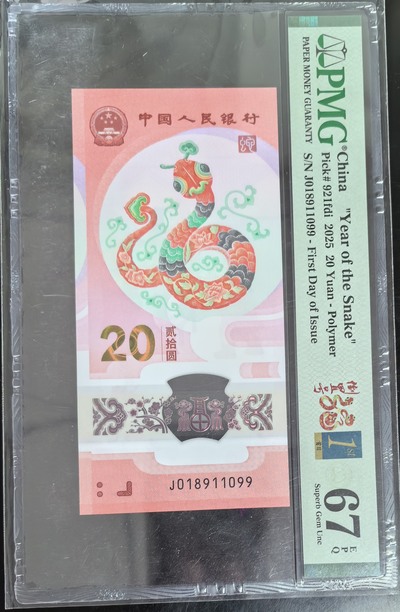 中国人民银行
20
贰拾圆
J018911099
PMG
PAPER MONEY GUARANTY
China "Year of the Snake"
Pick# 921fdi 2025 20 Yuan - Polymer
S/N J018911099 - First Day of Issue
1ST
67
EPQ
Superb Gem Unc